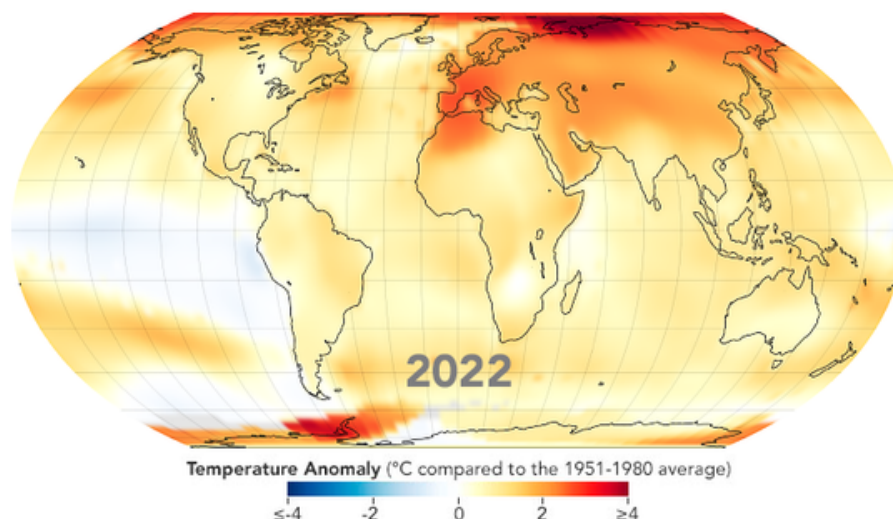 2022
Temperature Anomaly (°C compared to the 1951-1980 average)
≤-4 -2 0 2 ≥4